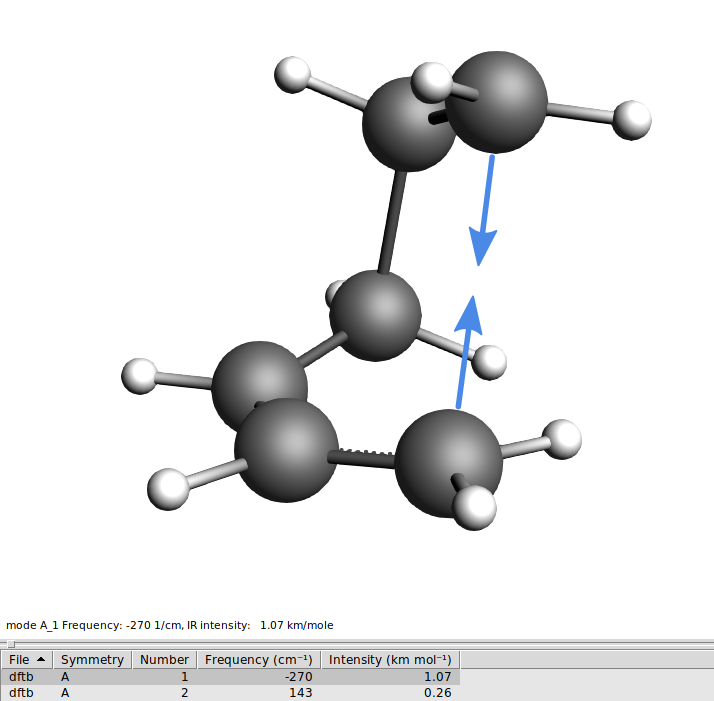 mode A_1 Frequency: -270 1/cm, IR intensity:   1.07 km/mole
File Symmetry Number Frequency (cm⁻¹) Intensity (km mol⁻¹)
dftb A 1 -270 1.07
dftb A 2 143 0.26